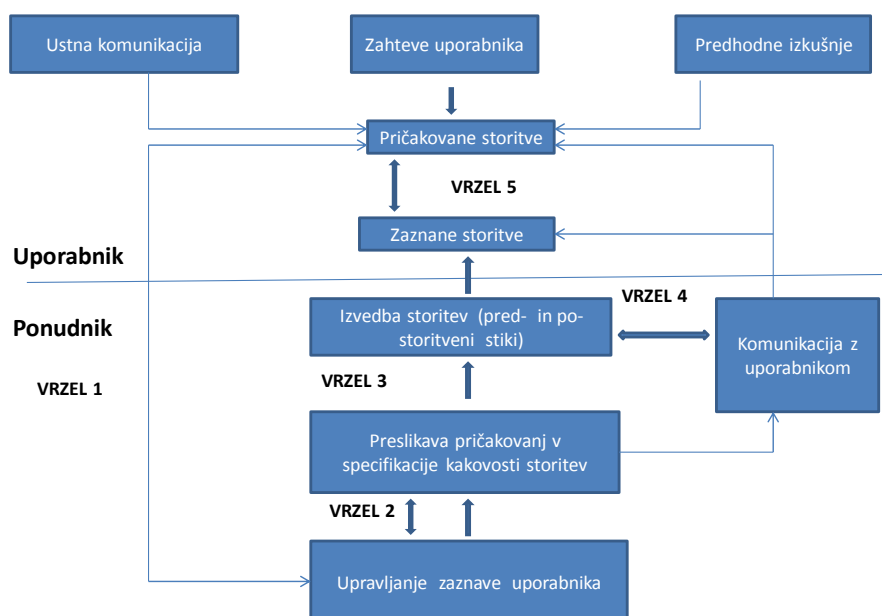 Ustna komunikacija
Zahteve uporabnika
Predhodne izkušnje
Pričakovane storitve
VRZEL 5
Zaznane storitve
Uporabnik
VRZEL 4
Ponudnik
Izvedba storitev (pred- in po-
storitveni stiki)
Komunikacija z
uporabnikom
VRZEL 3
VRZEL 1
Preslikava pričakovanj v
specifikacije kakovosti storitev
VRZEL 2
Upravljanje zaznave uporabnika